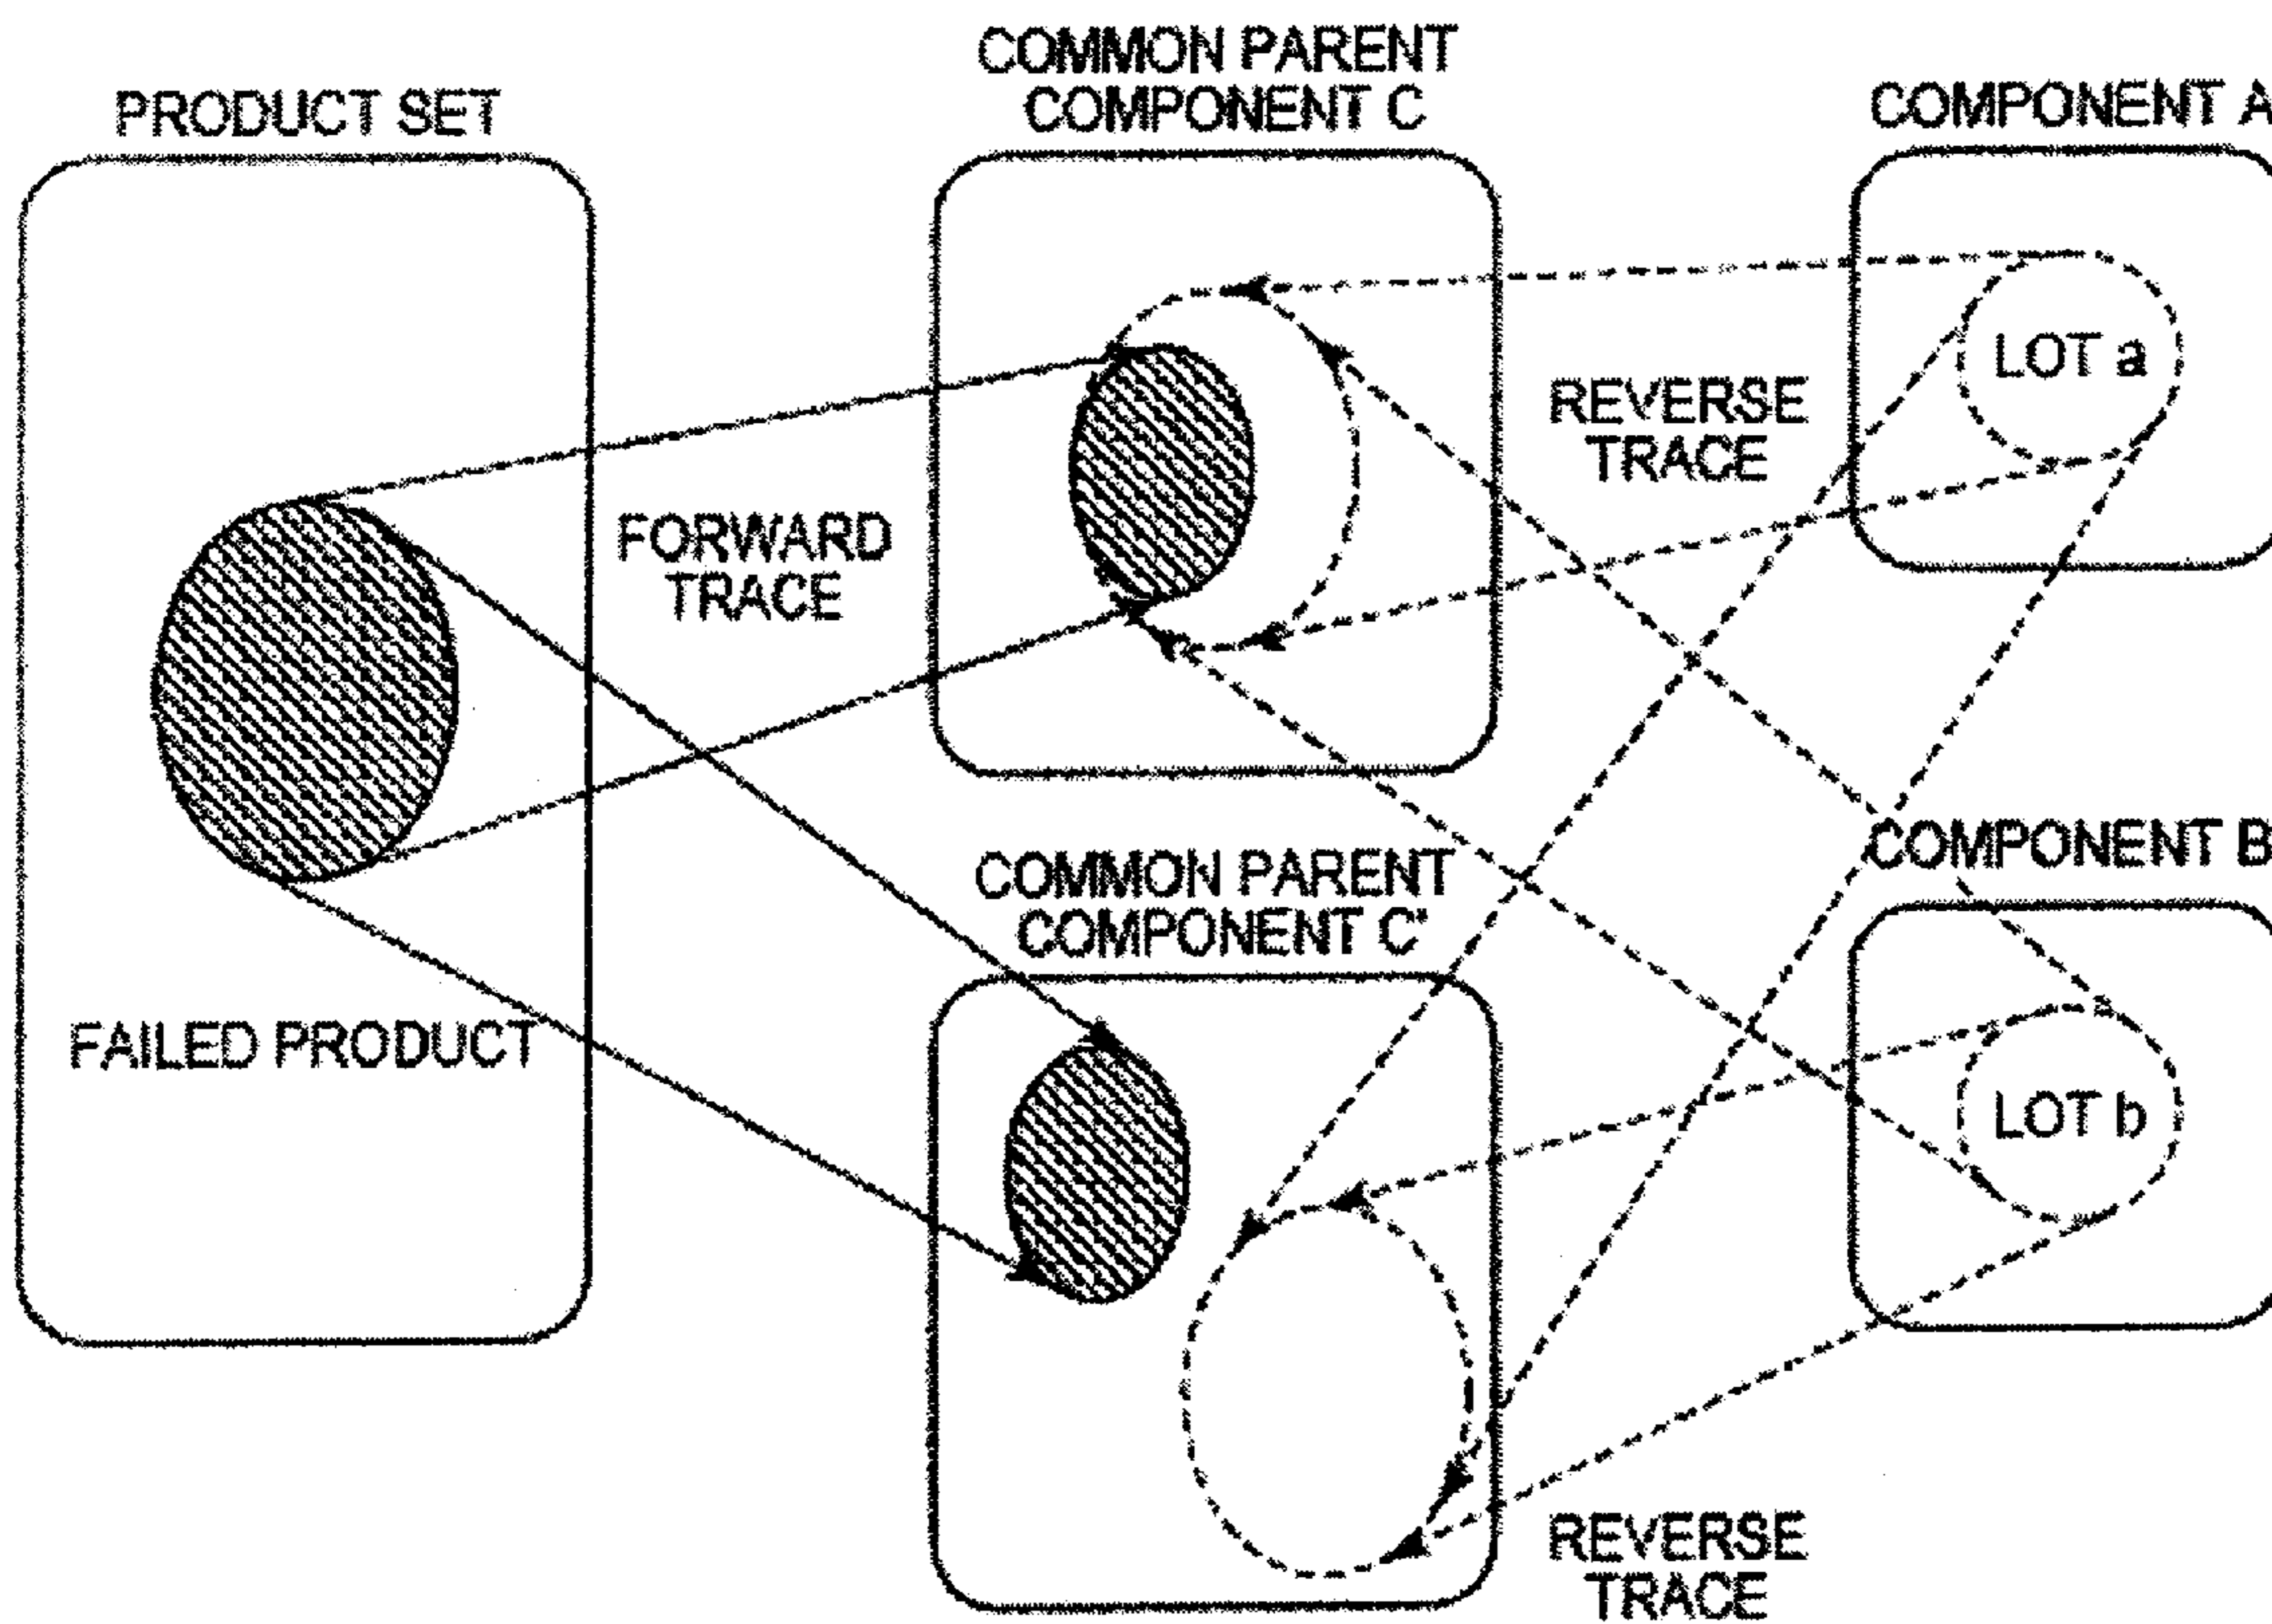 PRODUCT SET
COMMON PARENT
COMPONENT C
COMPONENT A
LOT a
REVERSE
TRACE
FORWARD
TRACE
COMMON PARENT
COMPONENT C'
COMPONENT B
FAILED PRODUCT
LOT b
REVERSE
TRACE